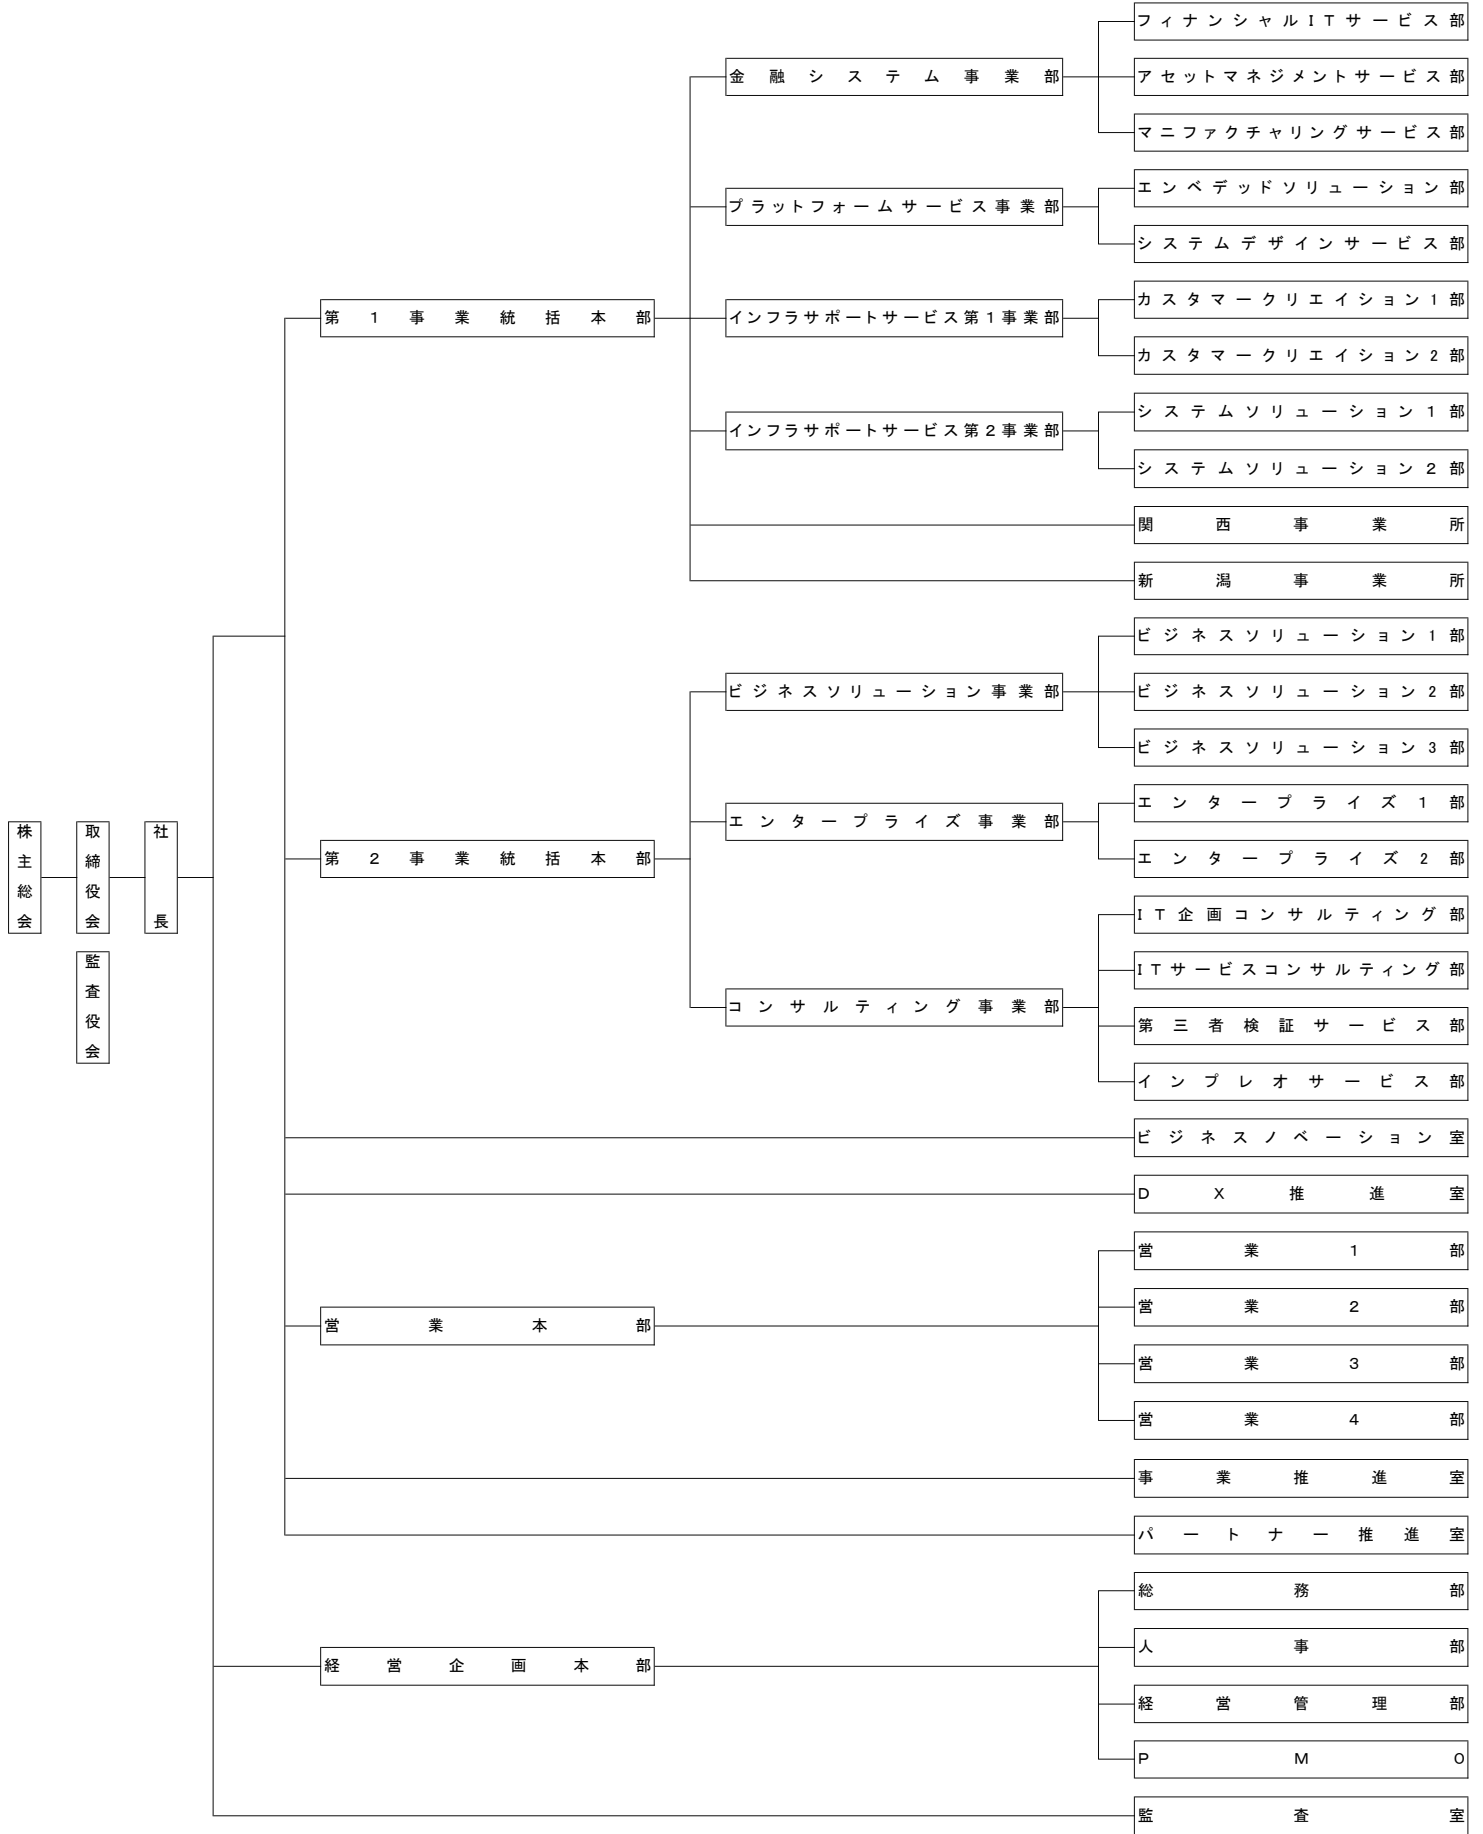 株主総会
取締役会
監査役会
社長
第1事業統括本部
金融システム事業部
フィナンシャルITサービス部
アセットマネジメントサービス部
マニファクチャリングサービス部
プラットフォームサービス事業部
エンベデッドソリューション部
システムデザインサービス部
インフラサポートサービス第1事業部
カスタマークリエイション1部
カスタマークリエイション2部
インフラサポートサービス第2事業部
システムソリューション1部
システムソリューション2部
関西事業所
新潟事業所
第2事業統括本部
ビジネスソリューション事業部
ビジネスソリューション1部
ビジネスソリューション2部
ビジネスソリューション3部
エンタープライズ事業部
エンタープライズ1部
エンタープライズ2部
コンサルティング事業部
IT企画コンサルティング部
ITサービスコンサルティング部
第三者検証サービス部
インプレオサービス部
ビジネスノベーション室
DX推進室
営業本部
営業1部
営業2部
営業3部
営業4部
事業推進室
パートナー推進室
経営企画本部
総務部
人事部
経営管理部
PMO
監査室